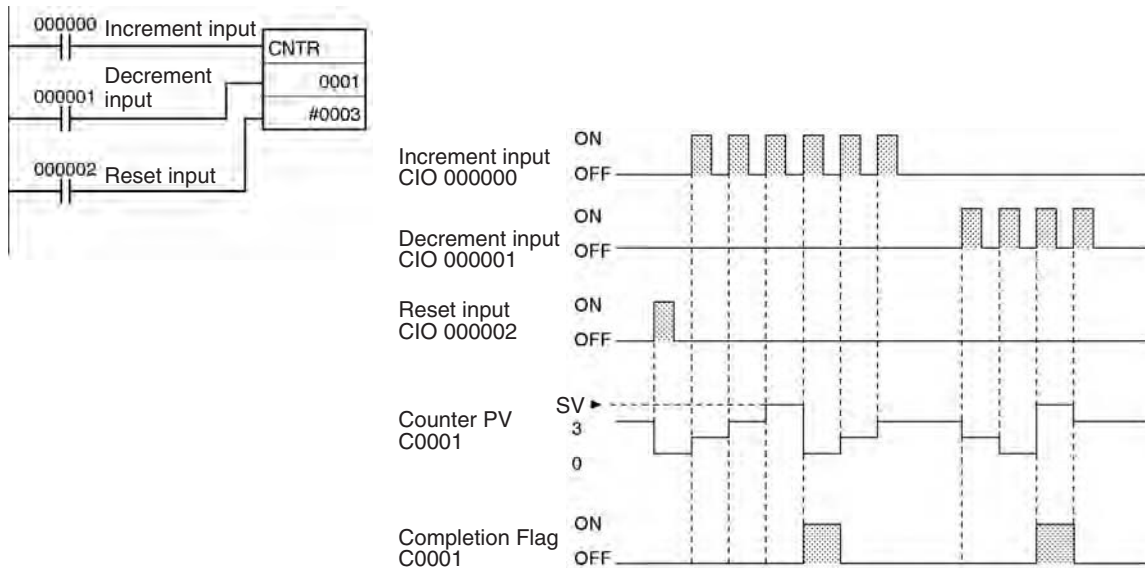 000000 Increment input
CNTR
0001
#0003
000001 Decrement
input
000002 Reset input
Increment input
CIO 000000
ON
OFF
Decrement input
CIO 000001
ON
OFF
Reset input
CIO 000002
ON
OFF
Counter PV
C0001
SV
3
0
Completion Flag
C0001
ON
OFF